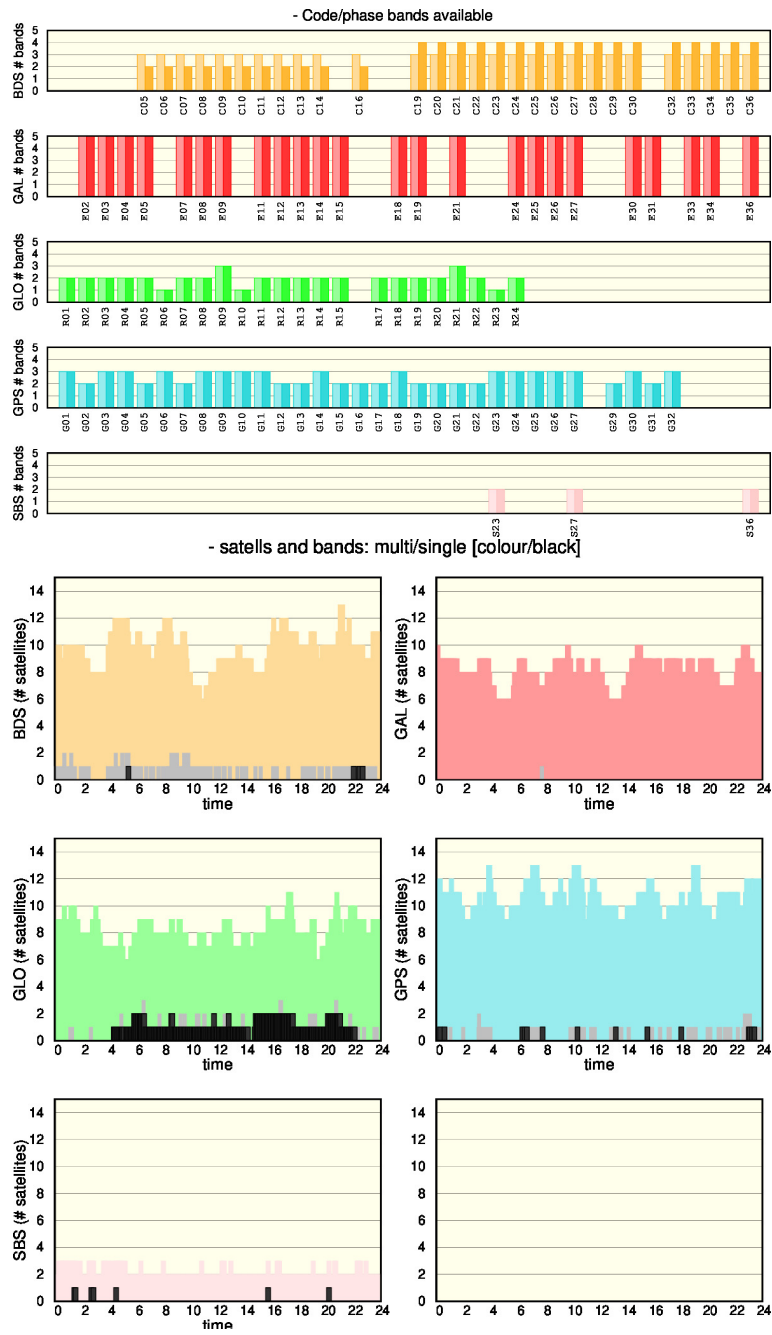 - Code/phase bands available
BDS # bands
5
4
3
2
1
0
C05 C06 C07 C08 C09 C10 C11 C12 C13 C14 C16 C19 C20 C21 C22 C23 C24 C25 C26 C27 C28 C29 C30 C32 C33 C34 C35 C36
GAL # bands
5
4
3
2
1
0
E02 E03 E04 E05 E07 E08 E09 E11 E12 E13 E14 E15 E18 E19 E21 E24 E25 E26 E27 E30 E31 E33 E34 E36
GLO # bands
5
4
3
2
1
0
R01 R02 R03 R04 R05 R06 R07 R08 R09 R10 R11 R12 R13 R14 R15 R17 R18 R19 R20 R21 R22 R23 R24
GPS # bands
5
4
3
2
1
0
G01 G02 G03 G04 G05 G06 G07 G08 G09 G10 G11 G12 G13 G14 G15 G16 G17 G18 G19 G20 G21 G22 G23 G24 G25 G26 G27 G29 G30 G31 G32
SBS # bands
5
4
3
2
1
0
S23 S27 S36
- satells and bands: multi/single [colour/black]
BDS (# satellites)
14
12
10
8
6
4
2
0
0 2 4 6 8 10 12 14 16 18 20 22 24
time
GAL (# satellites)
14
12
10
8
6
4
2
0
0 2 4 6 8 10 12 14 16 18 20 22 24
time
GLO (# satellites)
14
12
10
8
6
4
2
0
0 2 4 6 8 10 12 14 16 18 20 22 24
time
GPS (# satellites)
14
12
10
8
6
4
2
0
0 2 4 6 8 10 12 14 16 18 20 22 24
time
SBS (# satellites)
14
12
10
8
6
4
2
0
0 2 4 6 8 10 12 14 16 18 20 22 24
time
14
12
10
8
6
4
2
0
0 2 4 6 8 10 12 14 16 18 20 22 24